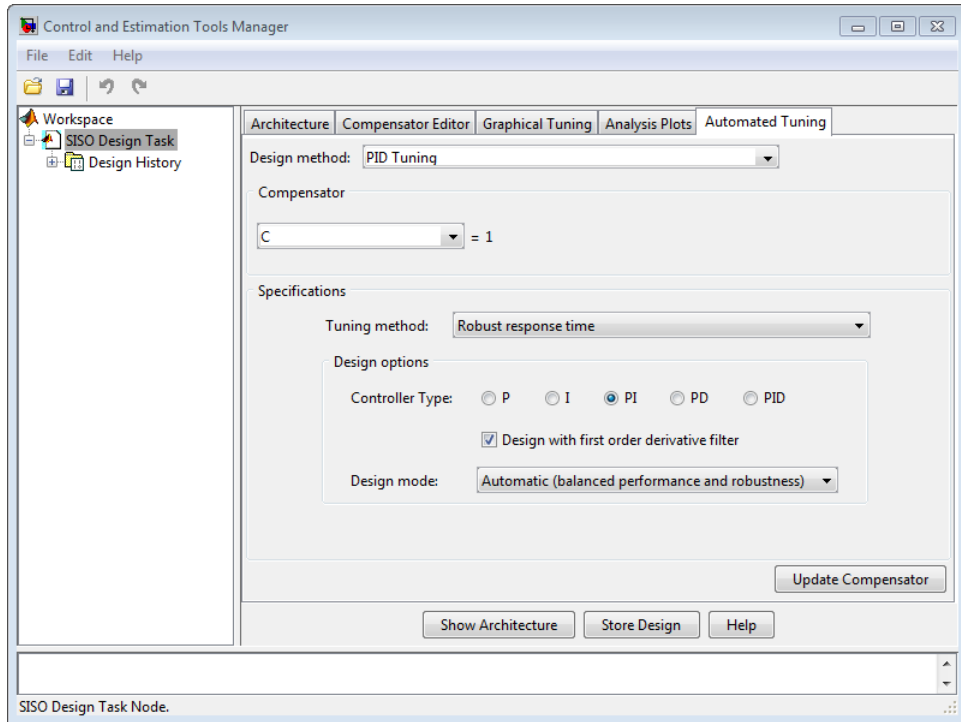 Control and Estimation Tools Manager
File Edit Help
Workspace
SISO Design Task
Design History
Architecture Compensator Editor Graphical Tuning Analysis Plots Automated Tuning
Design method: PID Tuning
Compensator
C = 1
Specifications
Tuning method: Robust response time
Design options
Controller Type: P I PI PD PID
Design with first order derivative filter
Design mode: Automatic (balanced performance and robustness)
Update Compensator
Show Architecture Store Design Help
SISO Design Task Node.